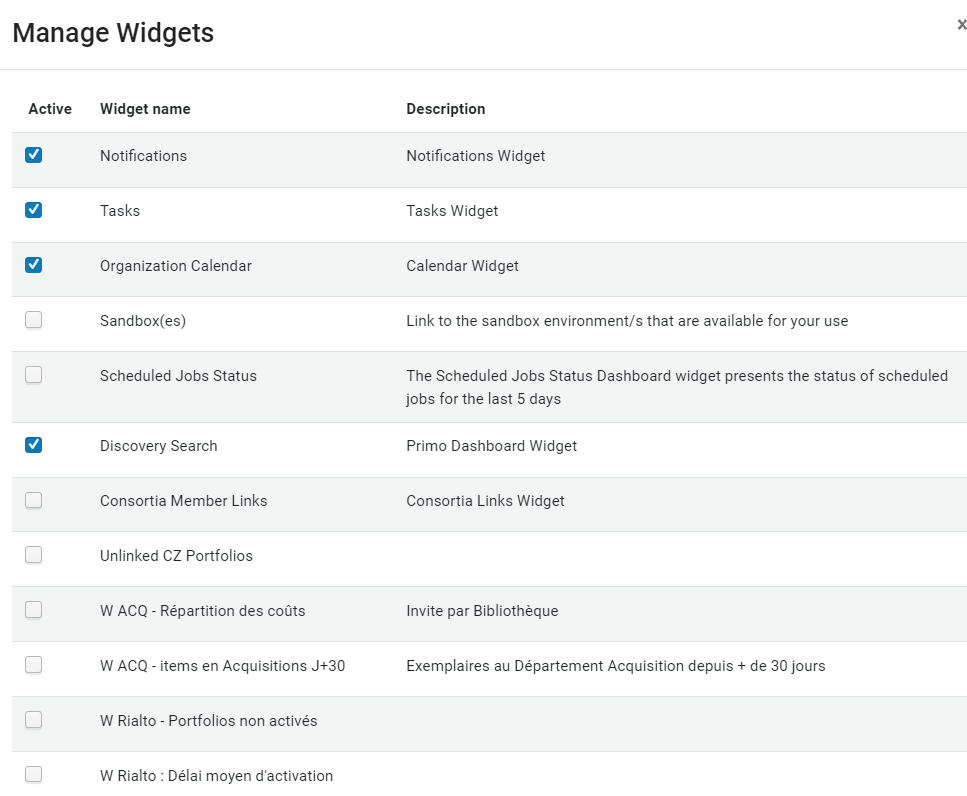 Manage Widgets
×
Active Widget name Description
Notifications Notifications Widget
Tasks Tasks Widget
Organization Calendar Calendar Widget
Sandbox(es) Link to the sandbox environment/s that are available for your use
Scheduled Jobs Status The Scheduled Jobs Status Dashboard widget presents the status of scheduled
jobs for the last 5 days
Discovery Search Primo Dashboard Widget
Consortia Member Links Consortia Links Widget
Unlinked CZ Portfolios
W ACQ - Répartition des coûts Invite par Bibliothèque
W ACQ - items en Acquisitions J+30 Exemplaires au Département Acquisition depuis + de 30 jours
W Rialto - Portfolios non activés
W Rialto : Délai moyen d'activation